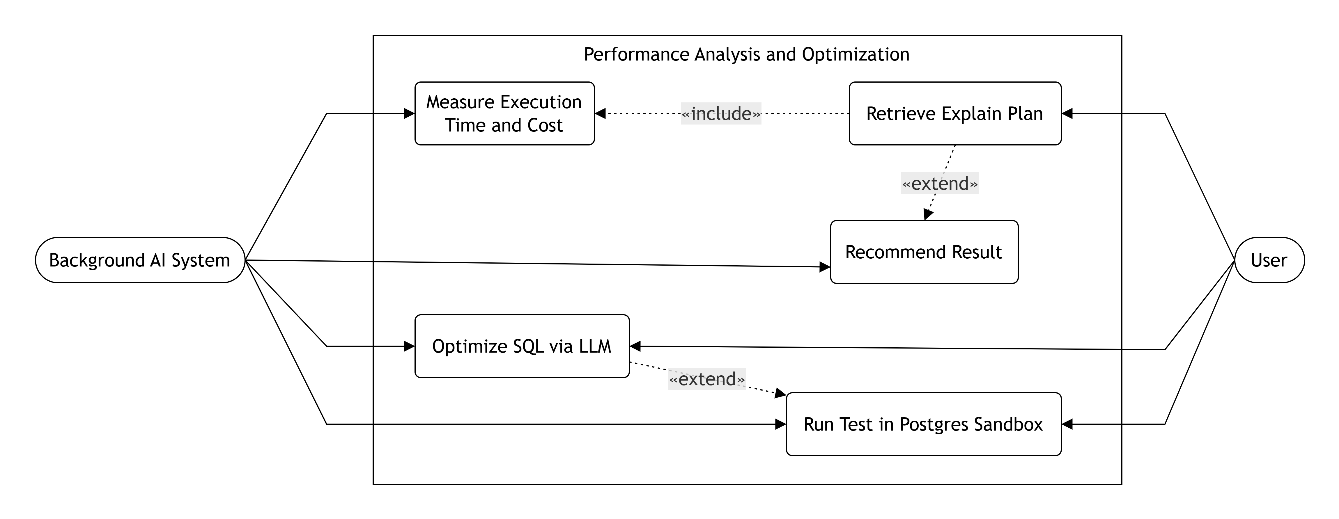 Performance Analysis and Optimization
Measure Execution
Time and Cost
«include»
Retrieve Explain Plan
«extend»
Background AI System
Recommend Result
User
Optimize SQL via LLM
«extend»
Run Test in Postgres Sandbox